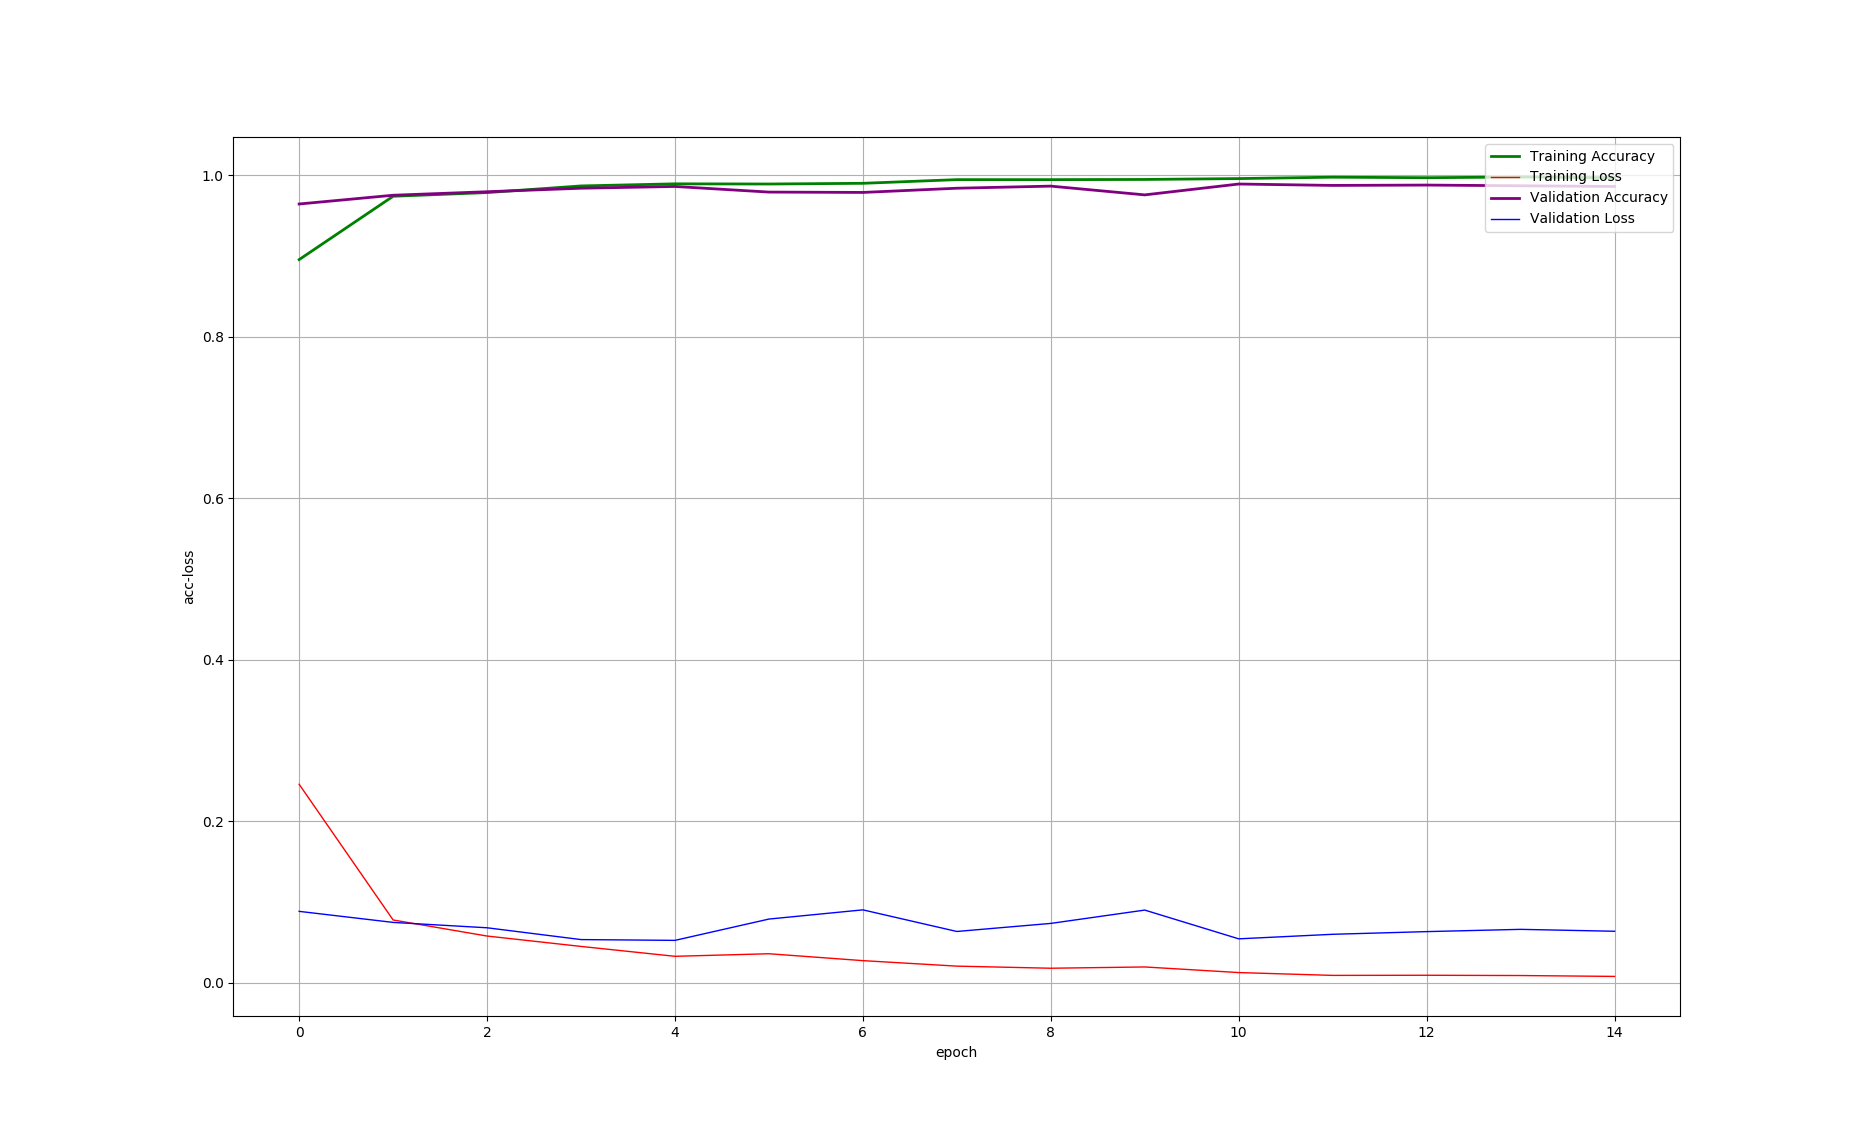 Training Accuracy
Training Loss
Validation Accuracy
Validation Loss
1.0
0.8
0.6
0.4
0.2
0.0
acc-loss
0 2 4 6 8 10 12 14
epoch